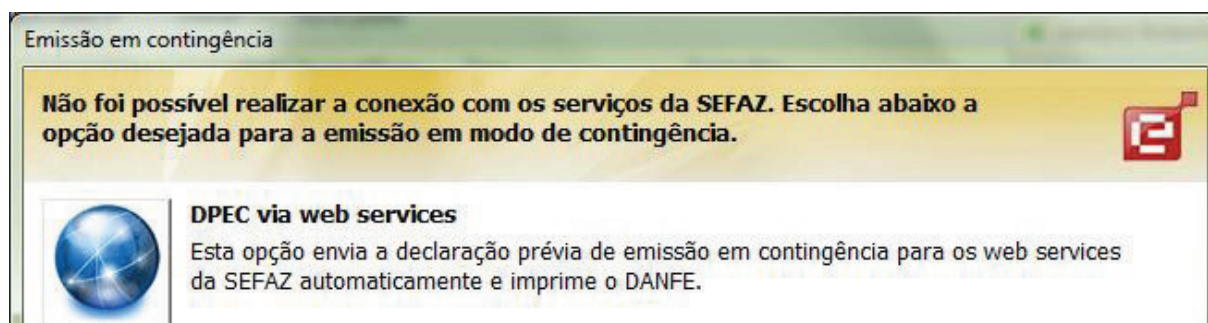 Emissão em contingência
Não foi possível realizar a conexão com os serviços da SEFAZ. Escolha abaixo a
opção desejada para a emissão em modo de contingência.
DPEC via web services
Esta opção envia a declaração prévia de emissão em contingência para os web services
da SEFAZ automaticamente e imprime o DANFE.